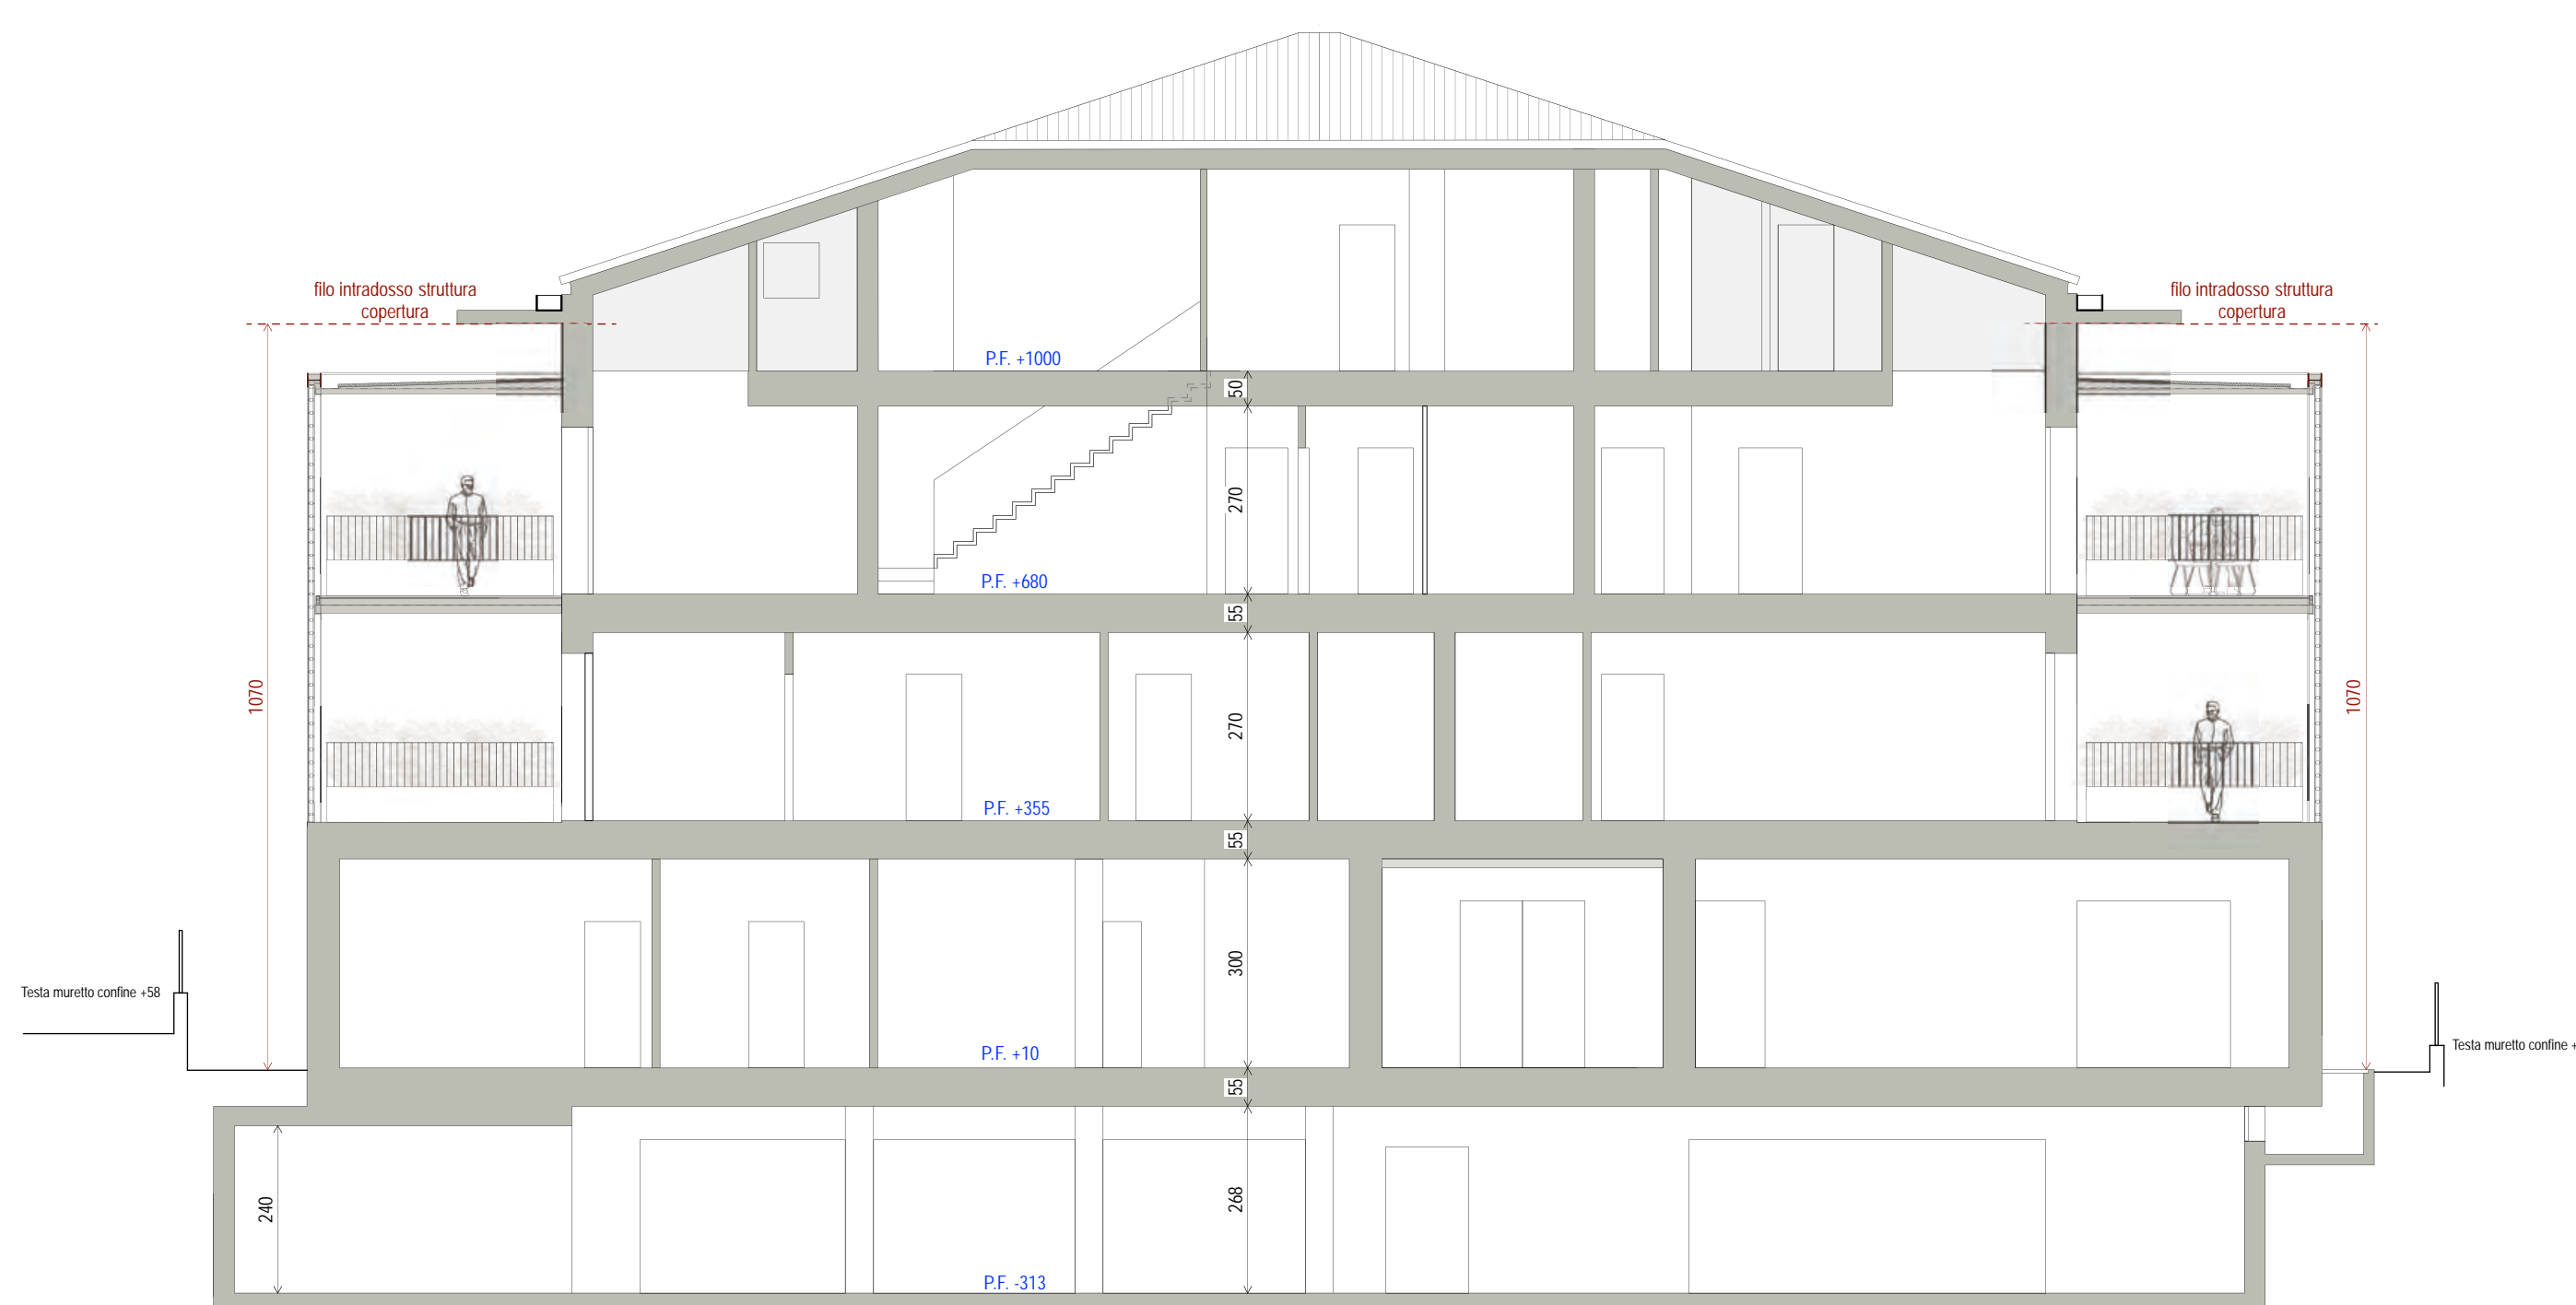 filo intradosso struttura
copertura
filo intradosso struttura
copertura
P.F. +1000
50
270
P.F. +680
55
1070
270
1070
P.F. +355
55
300
Testa muretto confine +58
P.F. +10
Testa muretto confine +
55
240
268
P.F. -313